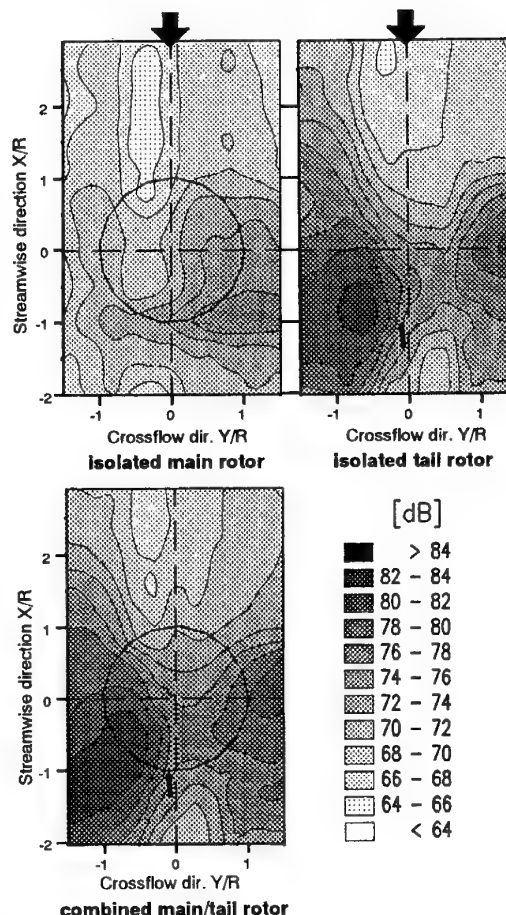 Streamwise direction X/R
2
1
0
-1
-2
-1 0 1
-1 0 1
Crossflow dir. Y/R
Crossflow dir. Y/R
isolated main rotor
isolated tail rotor
Streamwise direction X/R
2
1
0
-1
-2
-1 0 1
Crossflow dir. Y/R
combined main/tail rotor
[dB]
> 84
82 – 84
80 – 82
78 – 80
76 – 78
74 – 76
72 – 74
70 – 72
68 – 70
66 – 68
64 – 66
< 64